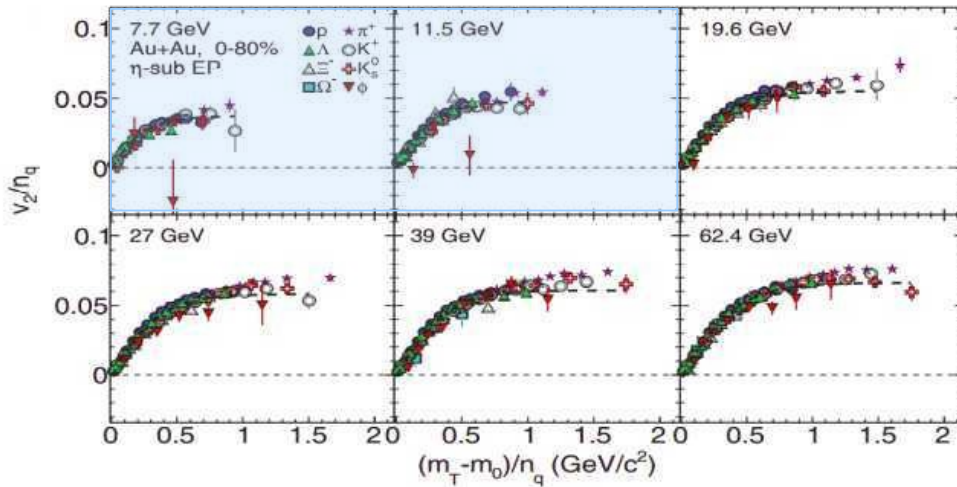 0.1
7.7 GeV
Au+Au, 0-80%
η-sub EP
p
π+
Λ
K+
Ξ-
K0s
Ω-
φ
11.5 GeV
19.6 GeV
0.05
0
v2/nq
0.1
27 GeV
39 GeV
62.4 GeV
0.05
0
0 0.5 1 1.5 2 0 0.5 1 1.5 2 0 0.5 1 1.5 2
(mT-m0)/nq (GeV/c2)